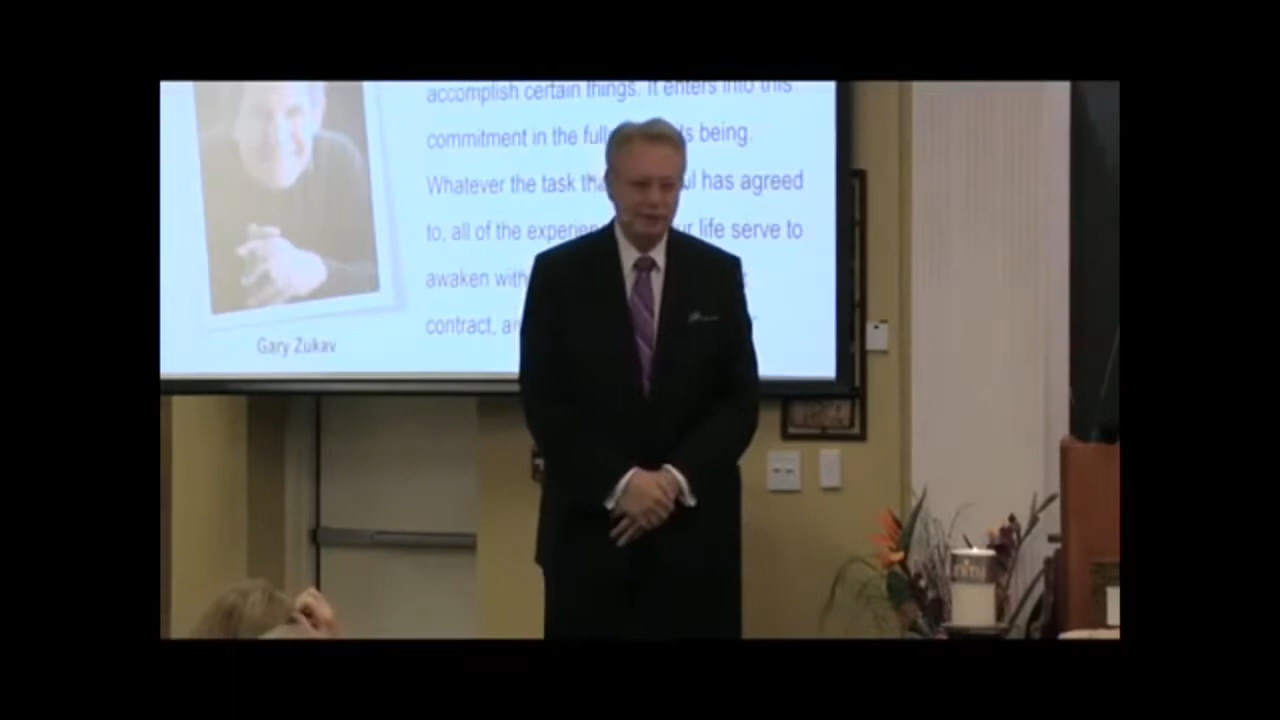 accomplish certain things. It enters into this
commitment in the ful being.
Whatever the task has agreed
to, all of the life serve to
awaken
contract,
Gary Zukav